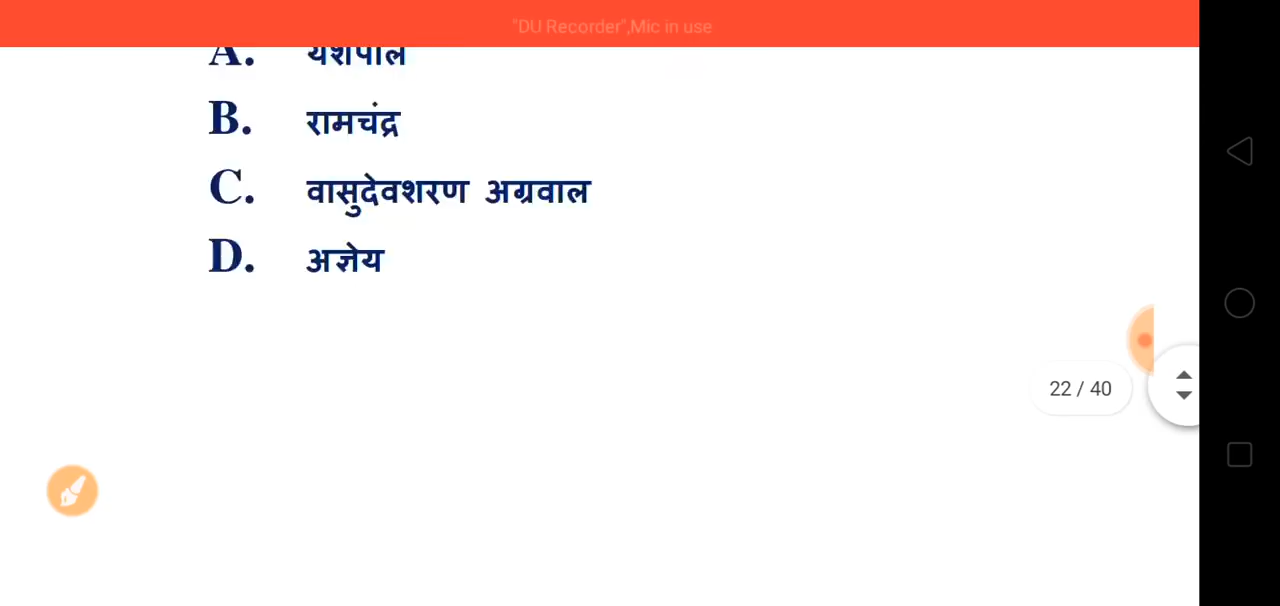 "DU Recorder",Mic in use
A. यशपाल
B. रामचंद्र
C. वासुदेवशरण अग्रवाल
D. अज्ञेय
22 / 40